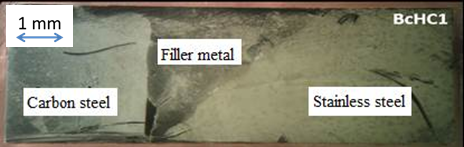 1 mm
BcHC1
Filler metal
Carbon steel
Stainless steel